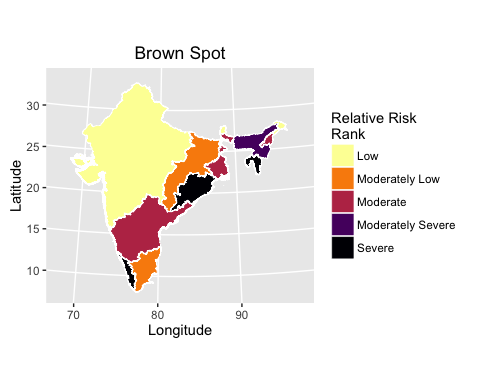 Brown Spot
30
25
20
15
10
Latitude
70
80
90
Longitude
Relative Risk
Rank
Low
Moderately Low
Moderate
Moderately Severe
Severe